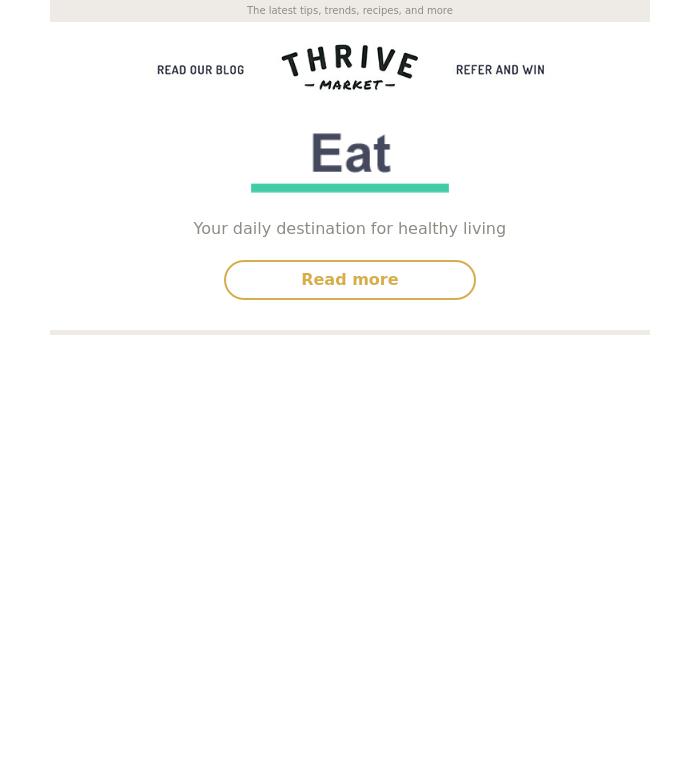 The latest tips, trends, recipes, and more
READ OUR BLOG
THRIVE
MARKET
REFER AND WIN
Eat
Your daily destination for healthy living
Read more